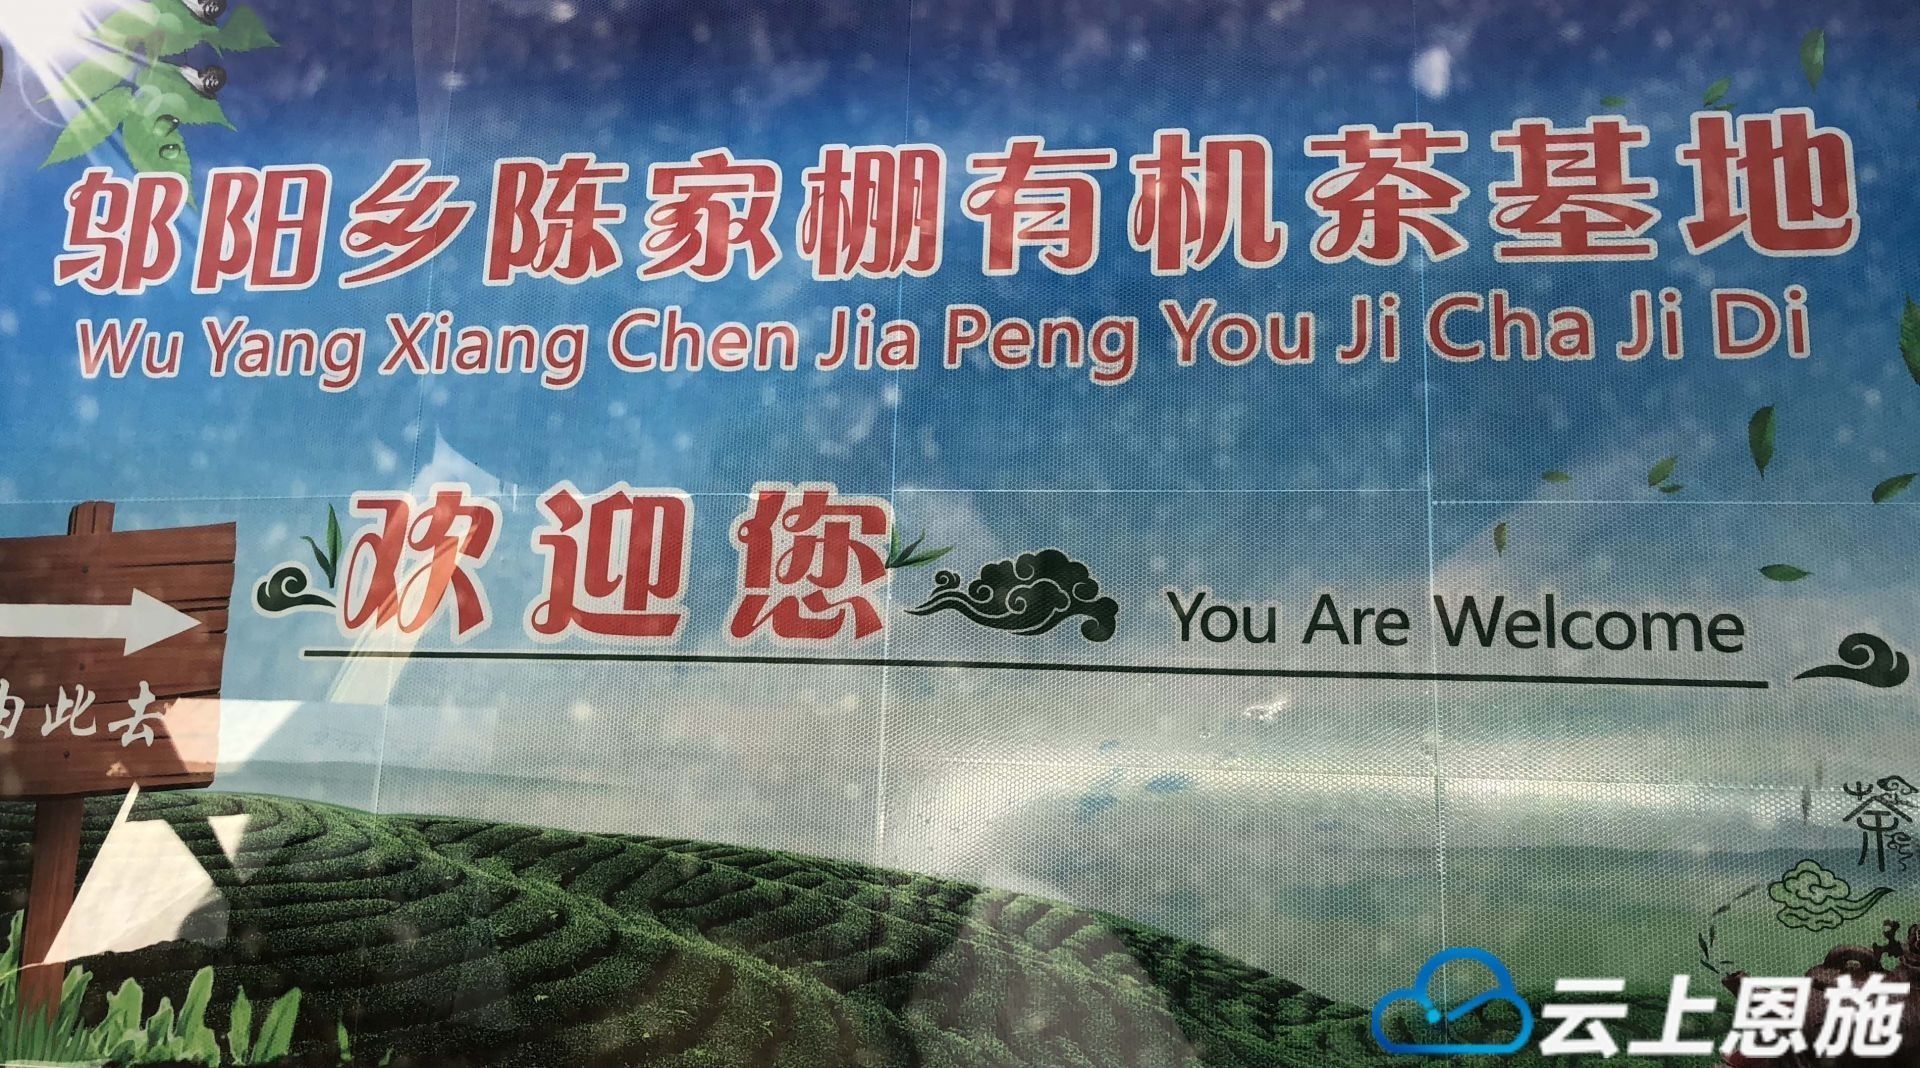 邬阳乡陈家棚有机茶基地
Wu Yang Xiang Chen Jia Peng You Ji Cha Ji Di
欢迎您
You Are Welcome
由此去
茶
云上恩施